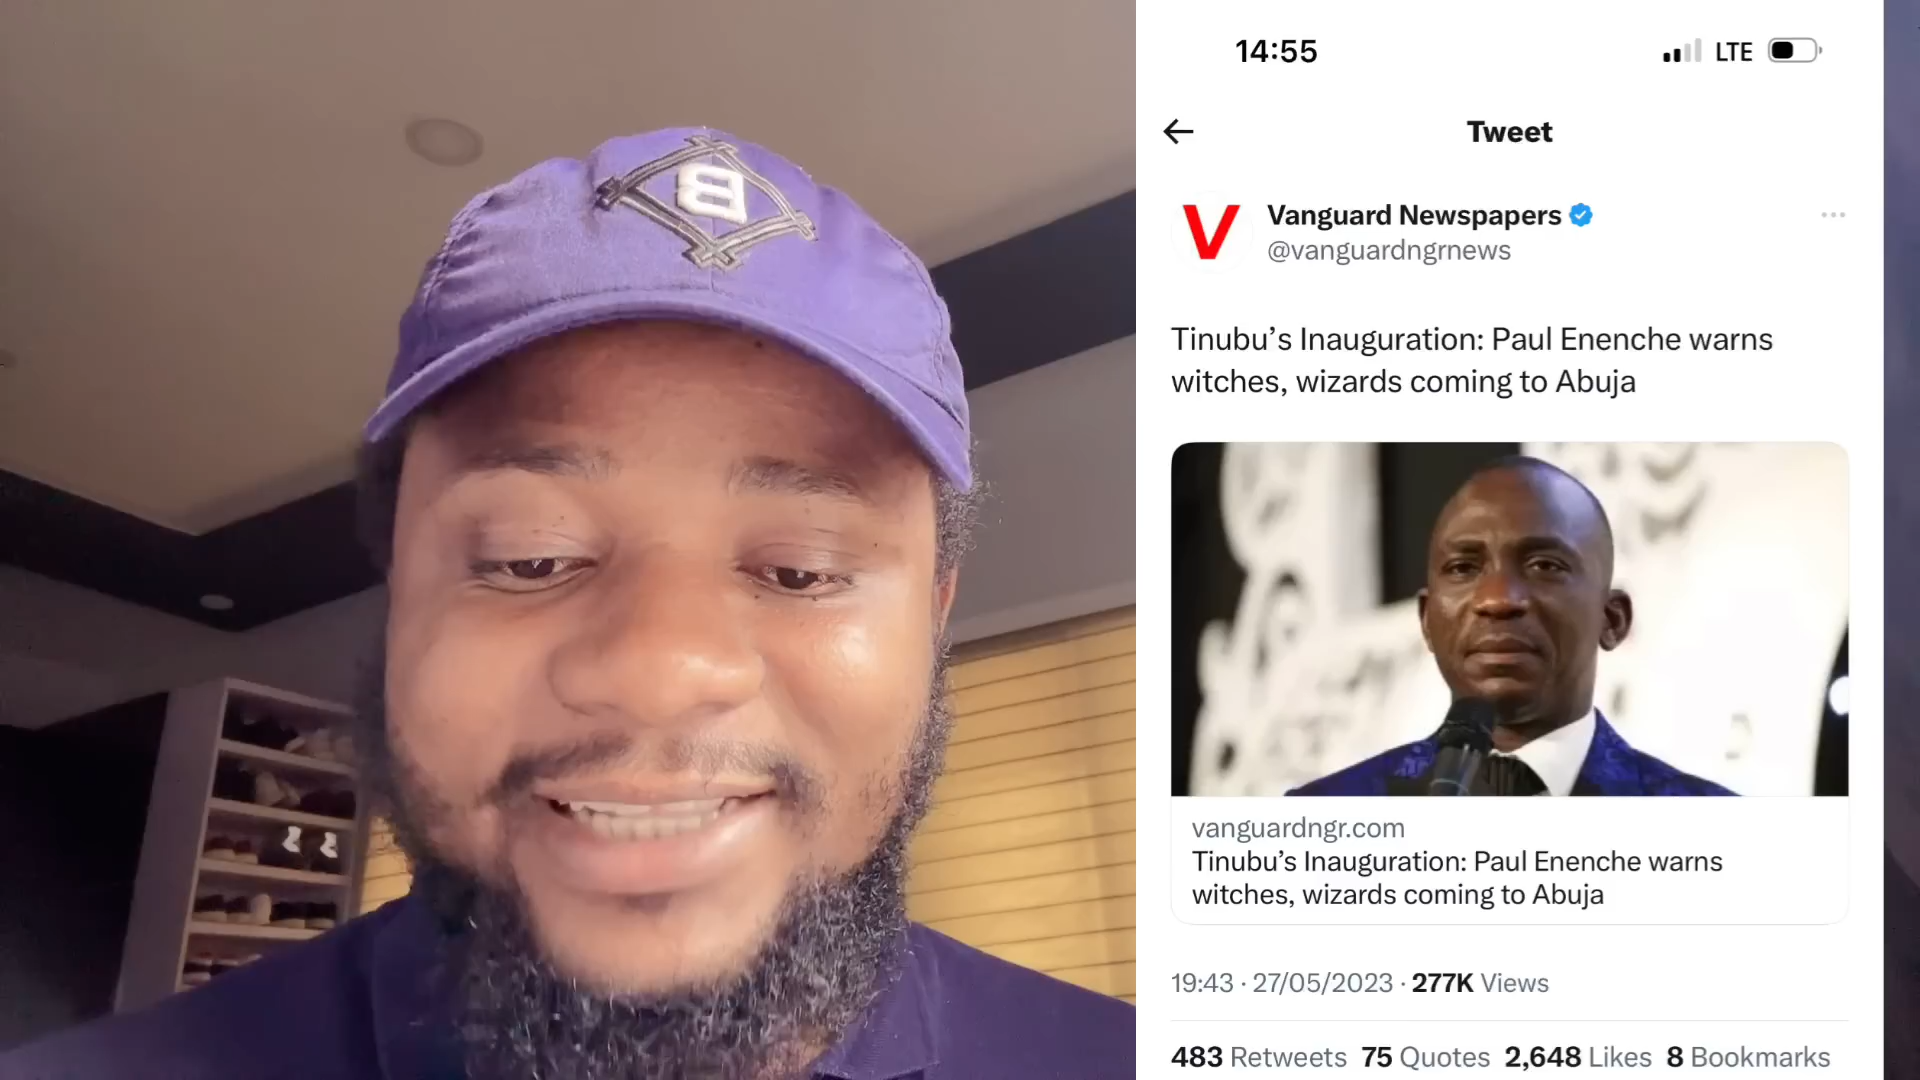 B
14:55
LTE
Tweet
V
Vanguard Newspapers
@vanguardngrnews
Tinubu’s Inauguration: Paul Enenche warns
witches, wizards coming to Abuja
vanguardngr.com
Tinubu’s Inauguration: Paul Enenche warns
witches, wizards coming to Abuja
19:43 · 27/05/2023 · 277K Views
483 Retweets 75 Quotes 2,648 Likes 8 Bookmarks